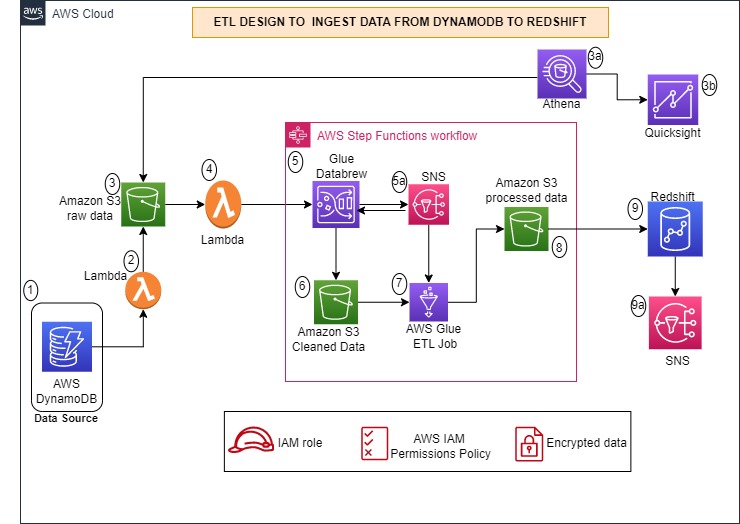 aws
AWS Cloud
ETL DESIGN TO INGEST DATA FROM DYNAMODB TO REDSHIFT
3a
Athena
3b
Quicksight
AWS Step Functions workflow
5
Glue
Databrew
5a
SNS
Amazon S3
processed data
8
3
Amazon S3
raw data
4
Lambda
9
Redshift
2
Lambda
6
Amazon S3
Cleaned Data
7
AWS Glue
ETL Job
9a
SNS
1
AWS
DynamoDB
Data Source
IAM role
AWS IAM
Permissions Policy
Encrypted data